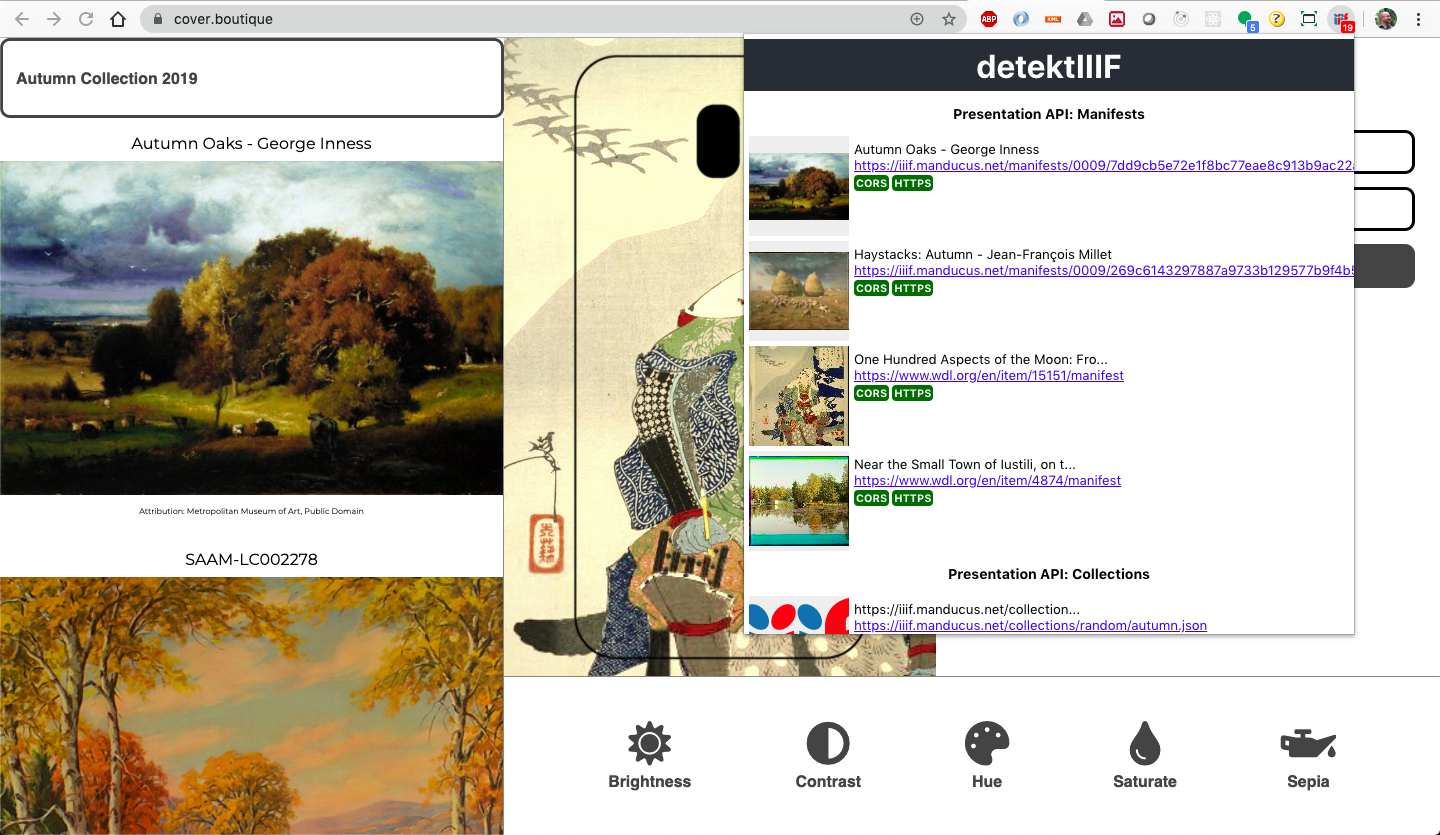 cover.boutique
ABP
XML
5
19
Autumn Collection 2019
Autumn Oaks - George Inness
Attribution: Metropolitan Museum of Art, Public Domain
SAAM-LC002278
detektIIIF
Presentation API: Manifests
Autumn Oaks - George Inness
https://iiif.manducus.net/manifests/0009/7dd9cb5e72e1f8bc77eae8c913b9ac22
CORS HTTPS
Haystacks: Autumn - Jean-François Millet
https://iiif.manducus.net/manifests/0009/269c6143297887a9733b129577b9f4b5
CORS HTTPS
One Hundred Aspects of the Moon: Fro...
https://www.wdl.org/en/item/15151/manifest
CORS HTTPS
Near the Small Town of Iustili, on t...
https://www.wdl.org/en/item/4874/manifest
CORS HTTPS
Presentation API: Collections
https://iiif.manducus.net/collection...
https://iiif.manducus.net/collections/random/autumn.json
Brightness
Contrast
Hue
Saturate
Sepia